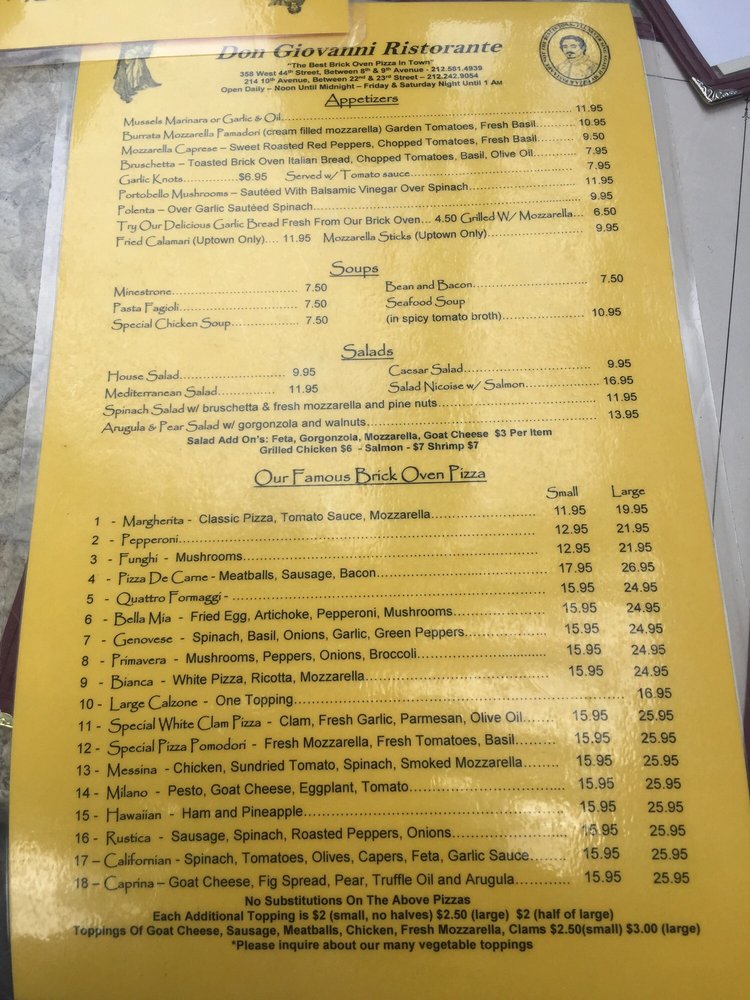 Don Giovanni Ristorante
"The Best Brick Oven Pizza In Town"
358 West 44th Street, Between 8th & 9th Avenue - 212.581.4939
214 10th Avenue, Between 22nd & 23rd Street – 212.242.9054
Open Daily – Noon Until Midnight – Friday & Saturday Night Until 1 AM
Appetizers
Mussels Marinara or Garlic & Oil 11.95
Burrata Mozzarella Pamadori (cream filled mozzarella) Garden Tomatoes, Fresh Basil 10.95
Mozzarella Caprese – Sweet Roasted Red Peppers, Chopped Tomatoes, Fresh Basil 9.50
Bruschetta – Toasted Brick Oven Italian Bread, Chopped Tomatoes, Basil, Olive Oil 7.95
Garlic Knots $6.95 Served w/ Tomato sauce 7.95
Portobello Mushrooms – Sautéed With Balsamic Vinegar Over Spinach 11.95
Polenta – Over Garlic Sautéed Spinach 9.95
Try Our Delicious Garlic Bread Fresh From Our Brick Oven... 4.50 Grilled W/ Mozzarella... 6.50
Fried Calamari (Uptown Only).... 11.95 Mozzarella Sticks (Uptown Only) 9.95
Soups
Minestrone 7.50 Bean and Bacon 7.50
Pasta Fagioli 7.50 Seafood Soup
Special Chicken Soup 7.50 (in spicy tomato broth) 10.95
Salads
House Salad 9.95 Caesar Salad 9.95
Mediterranean Salad 11.95 Salad Nicoise w/ Salmon 16.95
Spinach Salad w/ bruschetta & fresh mozzarella and pine nuts 11.95
Arugula & Pear Salad w/ gorgonzola and walnuts 13.95
Salad Add On's: Feta, Gorgonzola, Mozzarella, Goat Cheese $3 Per Item
Grilled Chicken $6 - Salmon - $7 Shrimp $7
Our Famous Brick Oven Pizza
Small Large
1 - Margherita - Classic Pizza, Tomato Sauce, Mozzarella 11.95 19.95
2 - Pepperoni 12.95 21.95
3 - Funghi - Mushrooms 12.95 21.95
4 - Pizza De Carne - Meatballs, Sausage, Bacon 17.95 26.95
5 - Quattro Formaggi - 15.95 24.95
6 - Bella Mia - Fried Egg, Artichoke, Pepperoni, Mushrooms 15.95 24.95
7 - Genovese - Spinach, Basil, Onions, Garlic, Green Peppers 15.95 24.95
8 - Primavera - Mushrooms, Peppers, Onions, Broccoli 15.95 24.95
9 - Bianca - White Pizza, Ricotta, Mozzarella 15.95 24.95
10 - Large Calzone - One Topping 16.95
11 - Special White Clam Pizza - Clam, Fresh Garlic, Parmesan, Olive Oil 15.95 25.95
12 - Special Pizza Pomodori - Fresh Mozzarella, Fresh Tomatoes, Basil 15.95 25.95
13 - Messina - Chicken, Sundried Tomato, Spinach, Smoked Mozzarella 15.95 25.95
14 - Milano - Pesto, Goat Cheese, Eggplant, Tomato 15.95 25.95
15 - Hawaiian - Ham and Pineapple 15.95 25.95
16 - Rustica - Sausage, Spinach, Roasted Peppers, Onions 15.95 25.95
17 – Californian - Spinach, Tomatoes, Olives, Capers, Feta, Garlic Sauce 15.95 25.95
18 – Caprina – Goat Cheese, Fig Spread, Pear, Truffle Oil and Arugula 15.95 25.95
No Substitutions On The Above Pizzas
Each Additional Topping is $2 (small, no halves) $2.50 (large) $2 (half of large)
Toppings Of Goat Cheese, Sausage, Meatballs, Chicken, Fresh Mozzarella, Clams $2.50(small) $3.00 (large)
*Please inquire about our many vegetable toppings